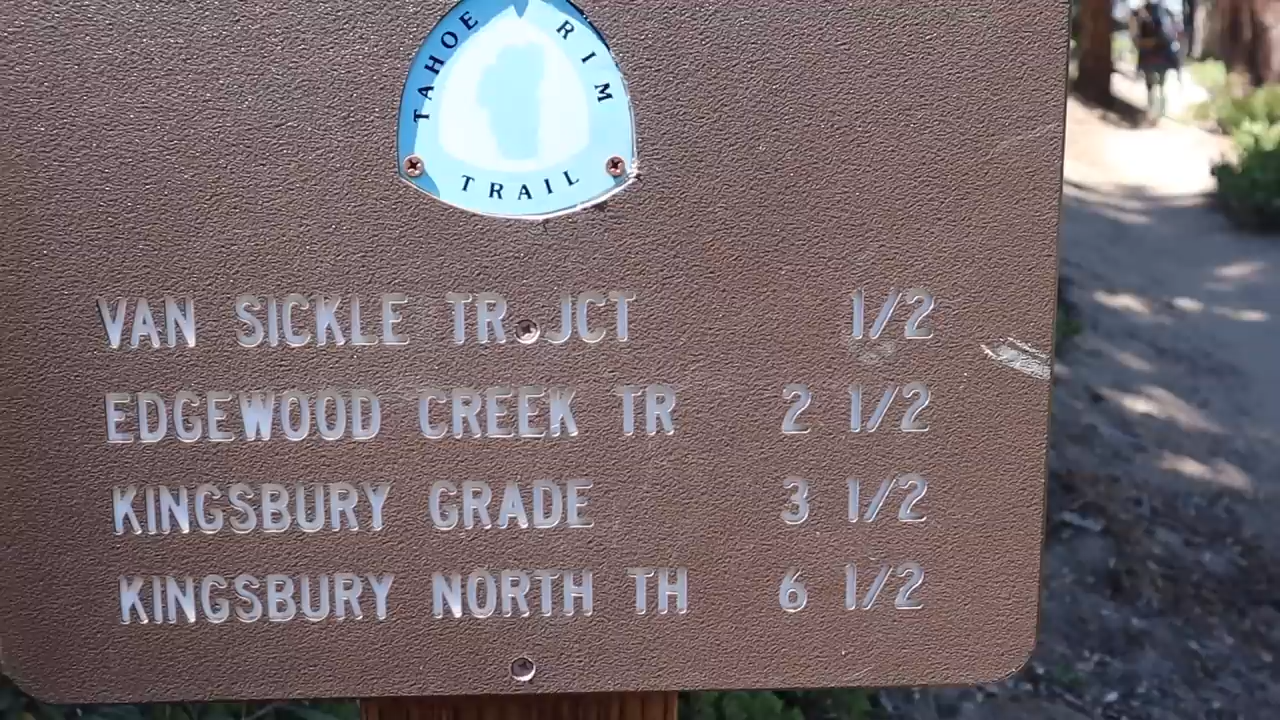 TAHOE RIM TRAIL
VAN SICKLE TR JCT 1/2
EDGEWOOD CREEK TR 2 1/2
KINGSBURY GRADE 3 1/2
KINGSBURY NORTH TH 6 1/2